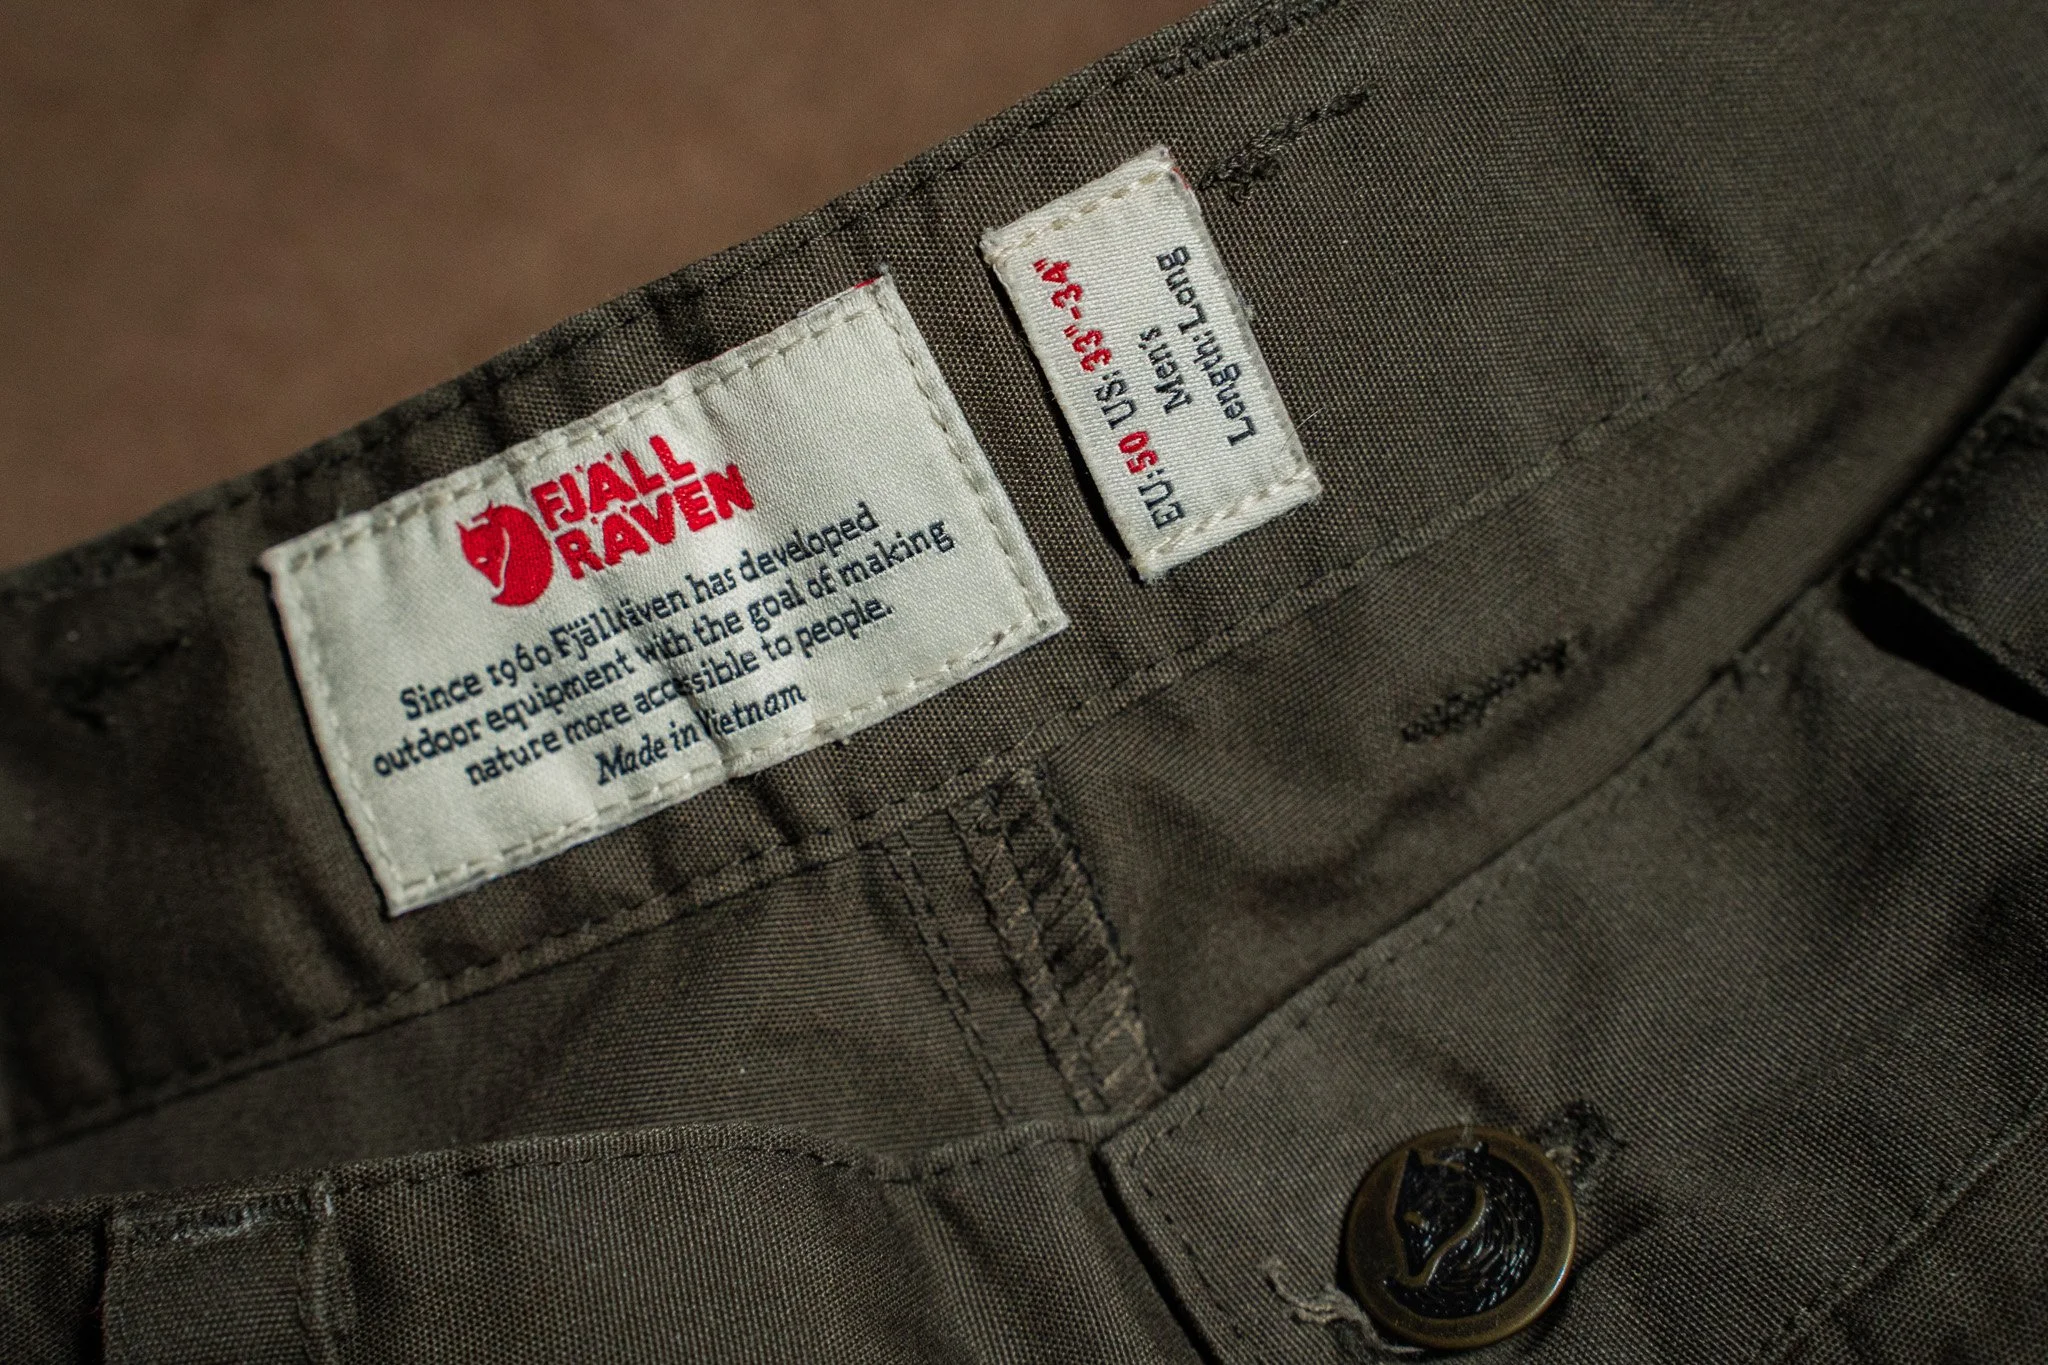 FJÄLL
RÄVEN
Since 1960 Fjällräven has developed
outdoor equipment with the goal of making
nature more accessible to people.
Made in Vietnam
EU:50 US:33"-34"
Men's
Length:Long